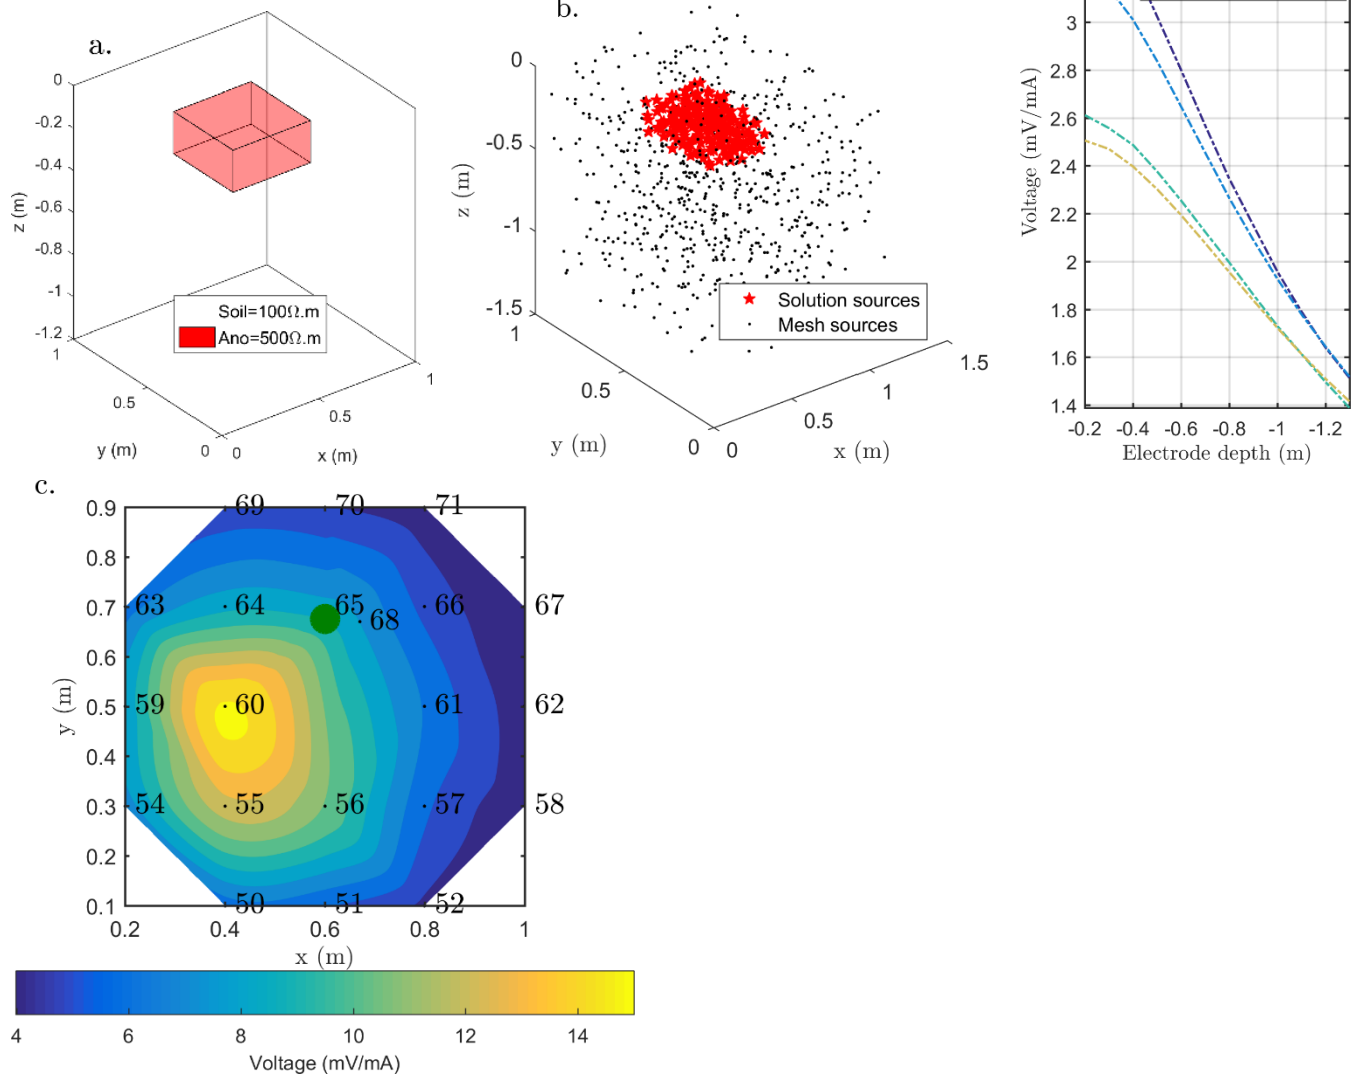 a.
0
-0.2
-0.4
-0.6
-0.8
-1
-1.2
z (m)
1
0.5
0
y (m)
0
0.5
1
x (m)
Soil=100Ω.m
Ano=500Ω.m
b.
0
-0.5
-1
-1.5
z (m)
1
0.5
0
y (m)
0
0.5
1
1.5
x (m)
Solution sources
Mesh sources
3
2.8
2.6
2.4
2.2
2
1.8
1.6
1.4
Voltage (mV/mA)
-0.2 -0.4 -0.6 -0.8 -1 -1.2
Electrode depth (m)
c.
0.9
0.8
0.7
0.6
0.5
0.4
0.3
0.2
0.1
y (m)
69 70 71
63 64 65 66 67
68
59 60 61 62
54 55 56 57 58
50 51 52
0.2 0.4 0.6 0.8 1
x (m)
4 6 8 10 12 14
Voltage (mV/mA)